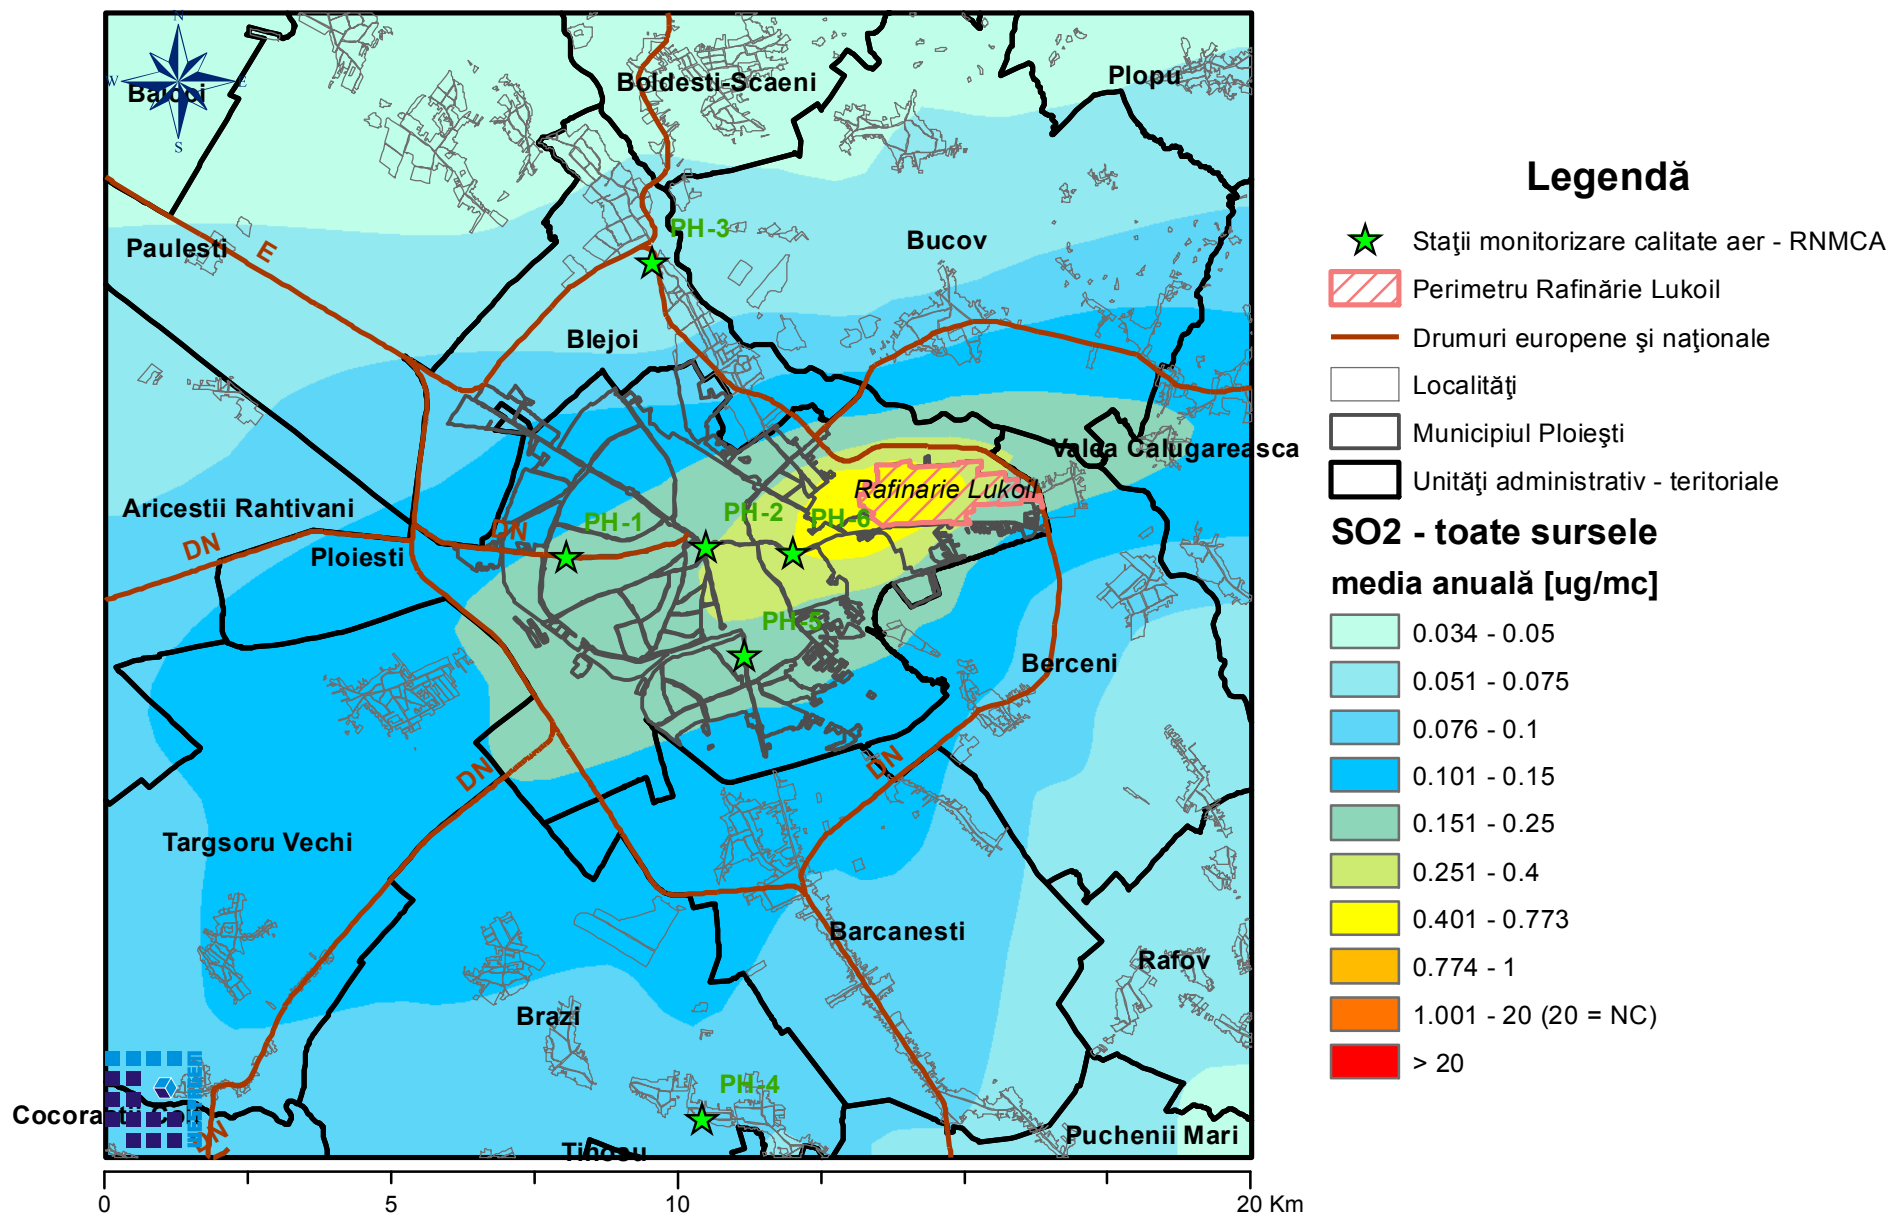 N
W
E
S
Baicoi
Boldesti-Scaeni
Plopu
PH-3
Paulesti
E
Bucov
Blejoi
Valea Calugareasca
Rafinarie Lukoil
Aricestii Rahtivani
DN
DN
PH-1
PH-2
PH-6
Ploiesti
PH-5
Berceni
DN
DN
Targsoru Vechi
Barcanesti
Rafov
Brazi
PH-4
DN
Puchenii Mari
Tinosu
0
5
10
20 Km
Legendă
Staţii monitorizare calitate aer - RNMCA
Perimetru Rafinărie Lukoil
Drumuri europene şi naţionale
Localităţi
Municipiul Ploieşti
Unităţi administrativ - teritoriale
SO2 - toate sursele
media anuală [ug/mc]
0.034 - 0.05
0.051 - 0.075
0.076 - 0.1
0.101 - 0.15
0.151 - 0.25
0.251 - 0.4
0.401 - 0.773
0.774 - 1
1.001 - 20 (20 = NC)
> 20